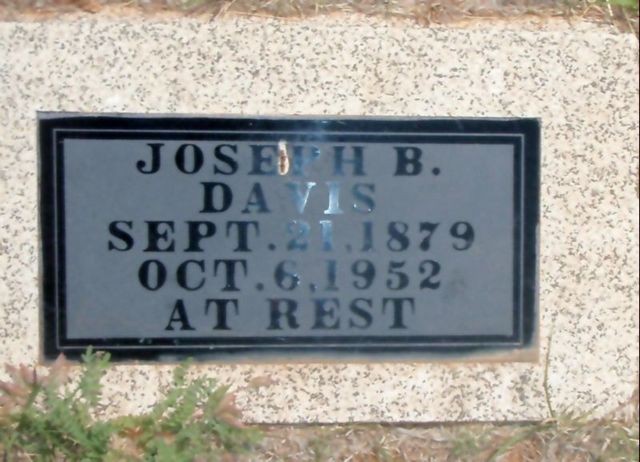 JOSEPH B.
DAVIS
SEPT. 21, 1879
OCT. 6, 1952
AT REST